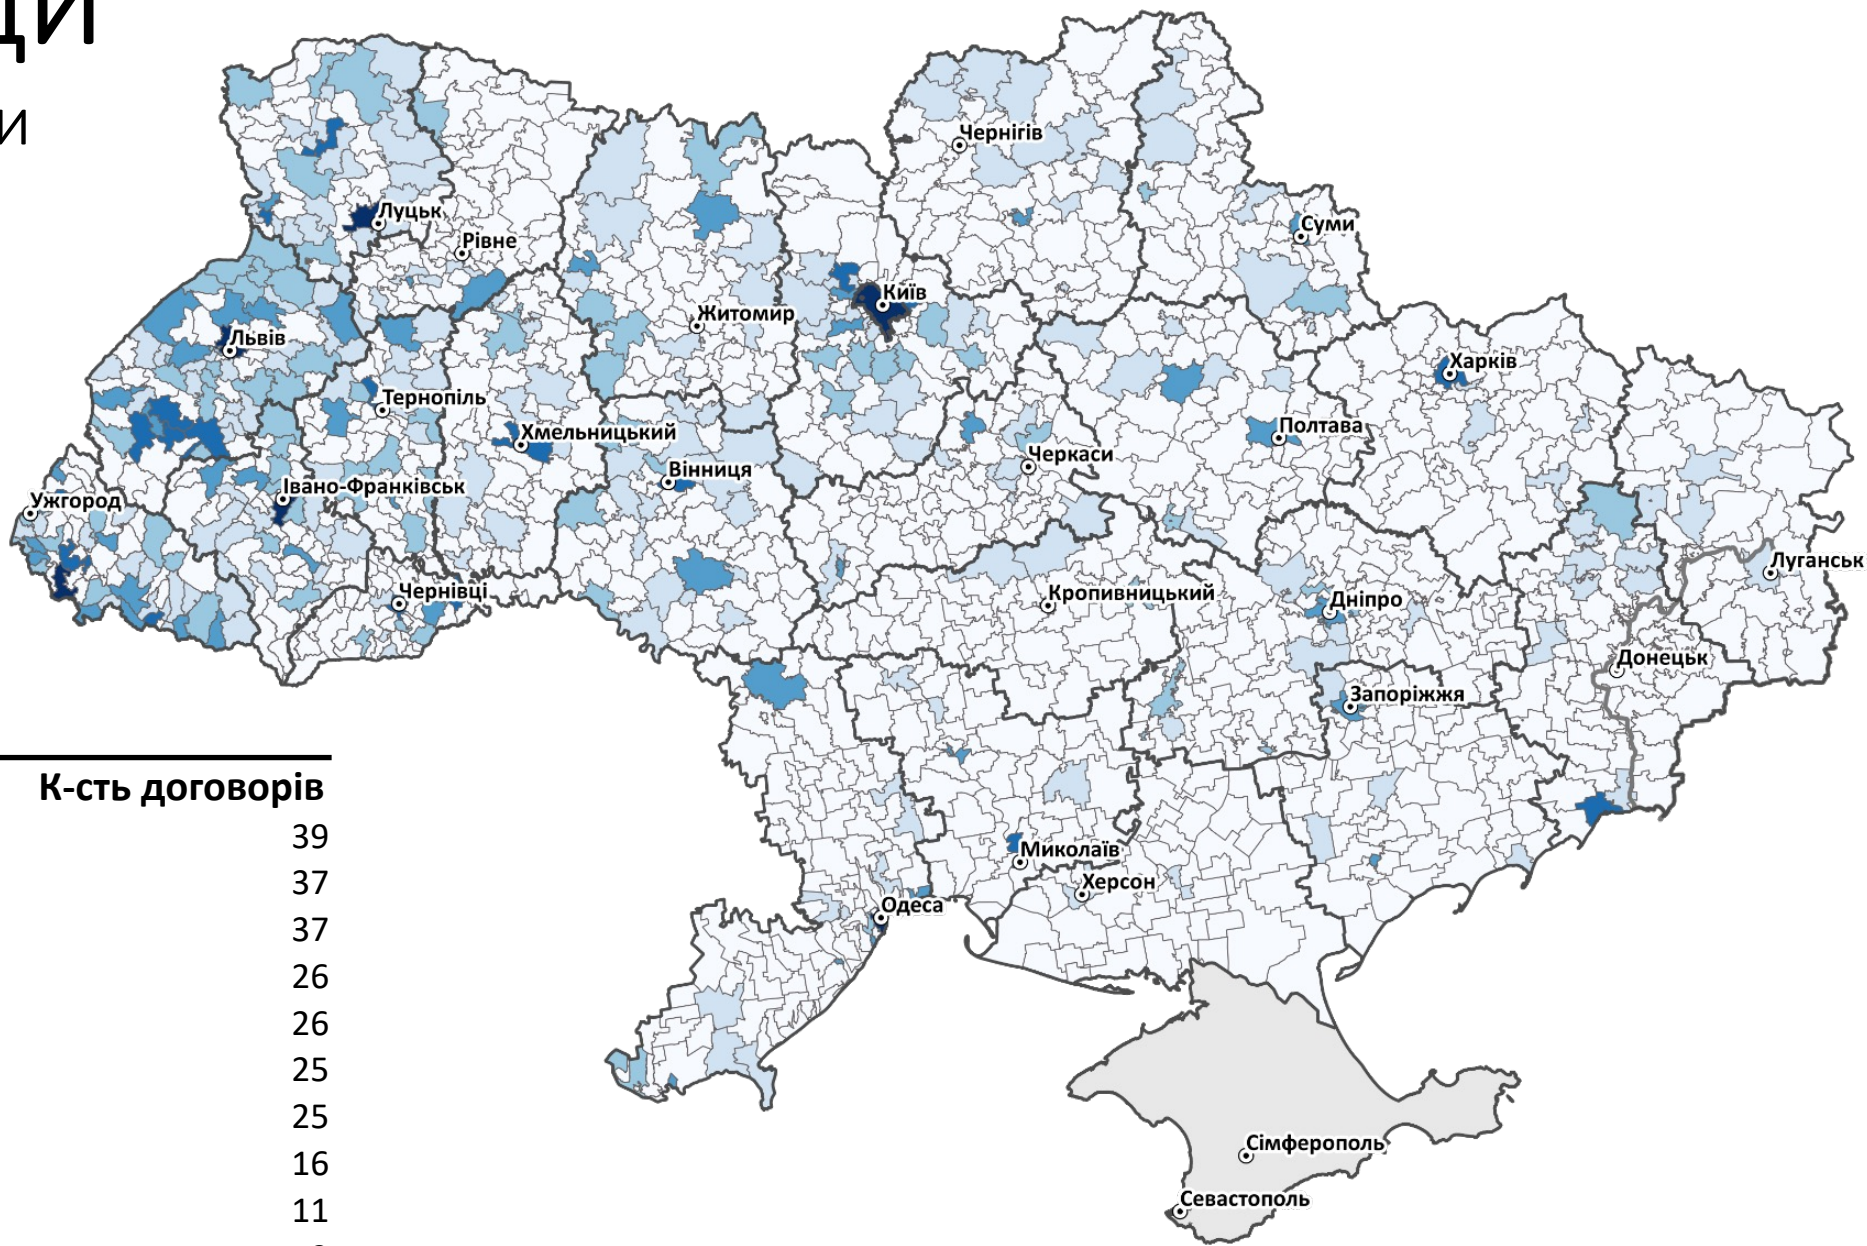 ди
и
Чернігів
Луцьк
Суми
Рівне
Київ
Житомир
Львів
Харків
Тернопіль
Полтава
Хмельницький
Черкаси
Вінниця
Івано-Франківськ
Ужгород
Луганськ
Чернівці
Кропивницький
Дніпро
Донецьк
Запоріжжя
К-сть договорів
39
37
37
26
26
25
25
16
11
Миколаїв
Херсон
Одеса
Сімферополь
Севастополь